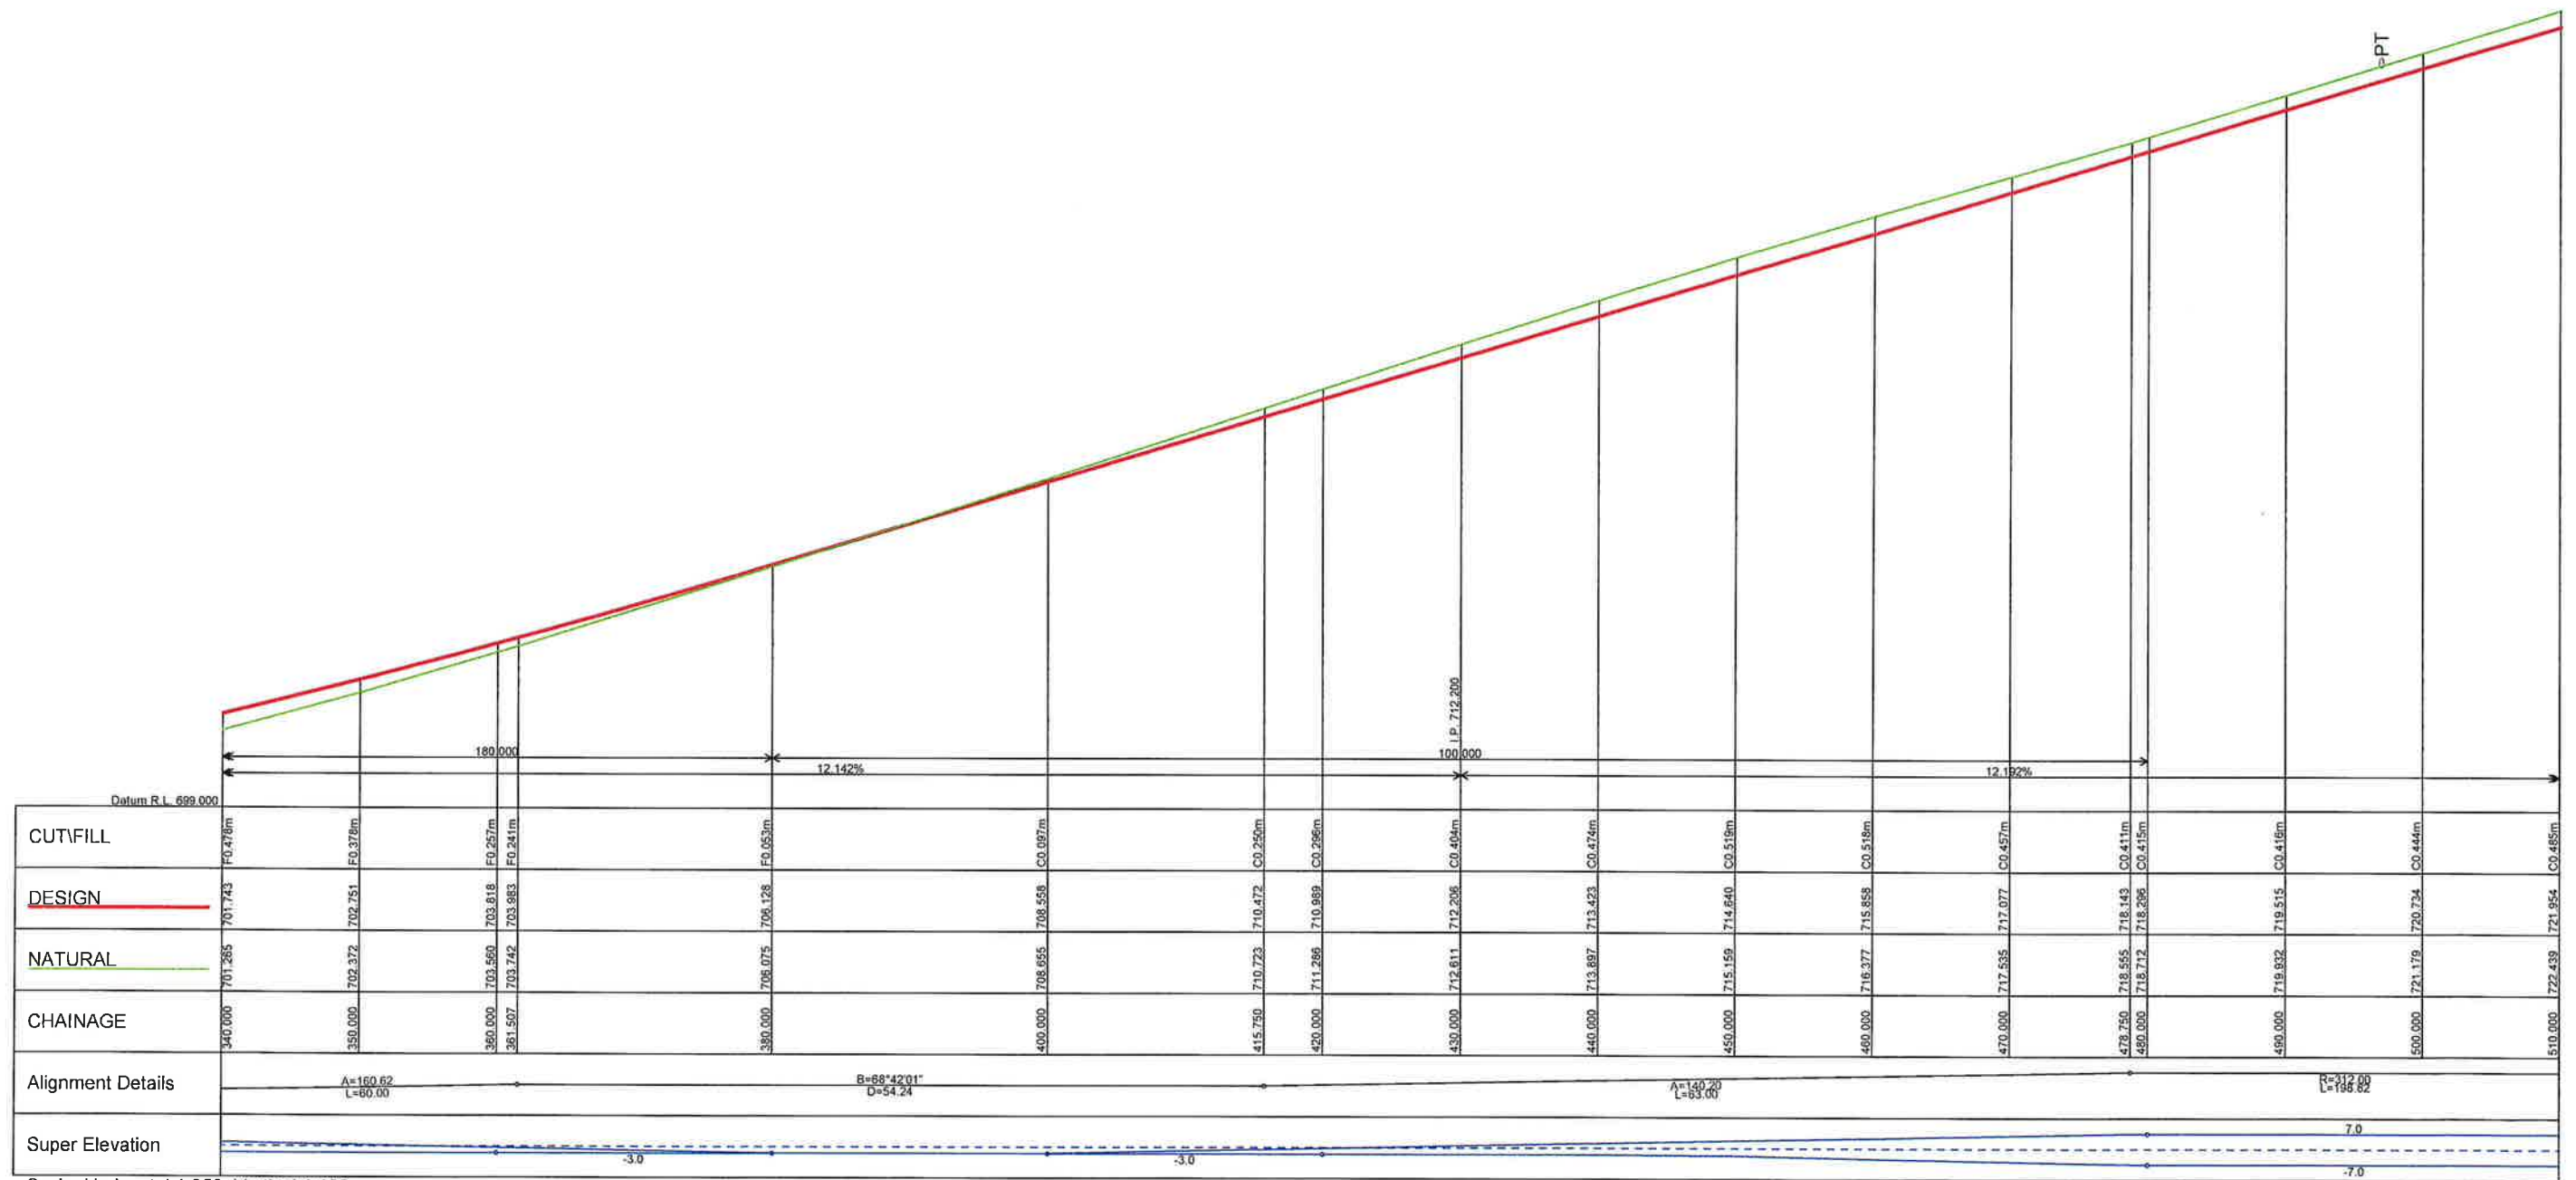 PT
I.P. 712.200
180.000
100.000
12.142%
12.192%
Datum R.L. 699.000
CUT\FILL F0.478m F0.378m F0.257m F0.241m F0.053m C0.097m C0.250m C0.296m C0.404m C0.474m C0.519m C0.518m C0.457m C0.411m C0.415m C0.416m C0.444m C0.485m
DESIGN 701.743 702.751 703.818 703.983 706.128 708.558 710.472 710.989 712.206 713.423 714.640 715.858 717.077 718.143 718.296 719.515 720.734 721.954
NATURAL 701.265 702.372 703.560 703.742 706.075 708.655 710.723 711.286 712.611 713.897 715.159 716.377 717.535 718.555 718.712 719.932 721.179 722.439
CHAINAGE 340.000 350.000 360.000 361.507 380.000 400.000 415.750 420.000 430.000 440.000 450.000 460.000 470.000 478.750 480.000 490.000 500.000 510.000
Alignment Details
A=160.62
L=60.00
B=68°42'01"
D=54.24
A=140.20
L=63.00
R=312.00
L=198.82
Super Elevation
-3.0
-3.0
7.0
-7.0